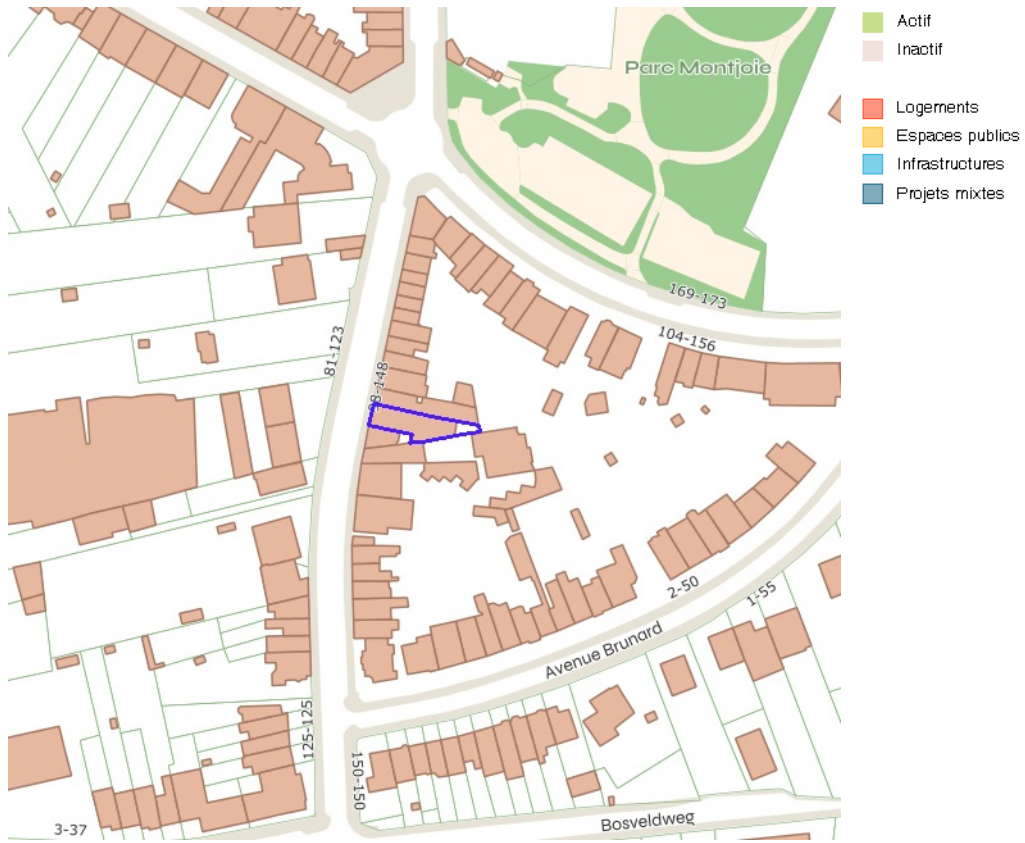 Parc Montjoie
169-173
104-156
81-123
98-148
2-50
1-55
Avenue Brunard
125-125
150-150
3-37
Bosveldweg
Actif
Inactif
Logements
Espaces publics
Infrastructures
Projets mixtes